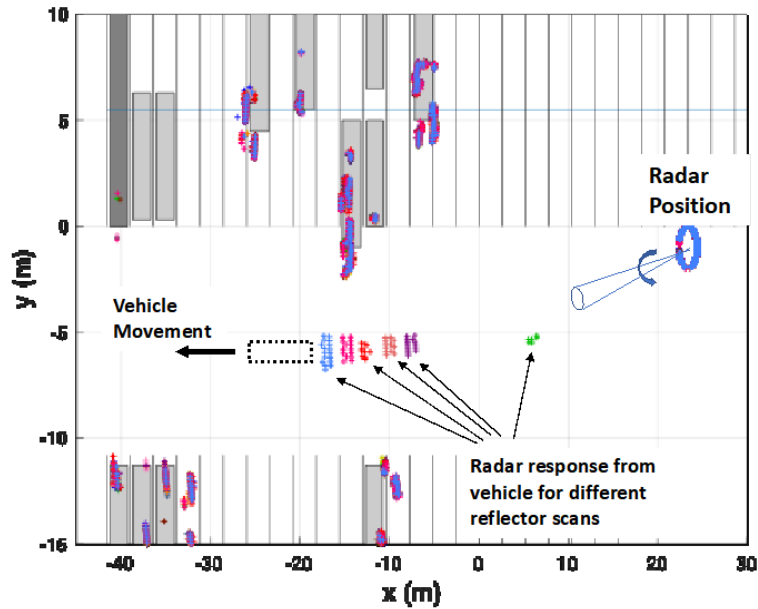 10
5
0
-5
-10
-15
y (m)
Radar
Position
Vehicle
Movement
Radar response from
vehicle for different
reflector scans
-40 -30 -20 -10 0 10 20 30
x (m)